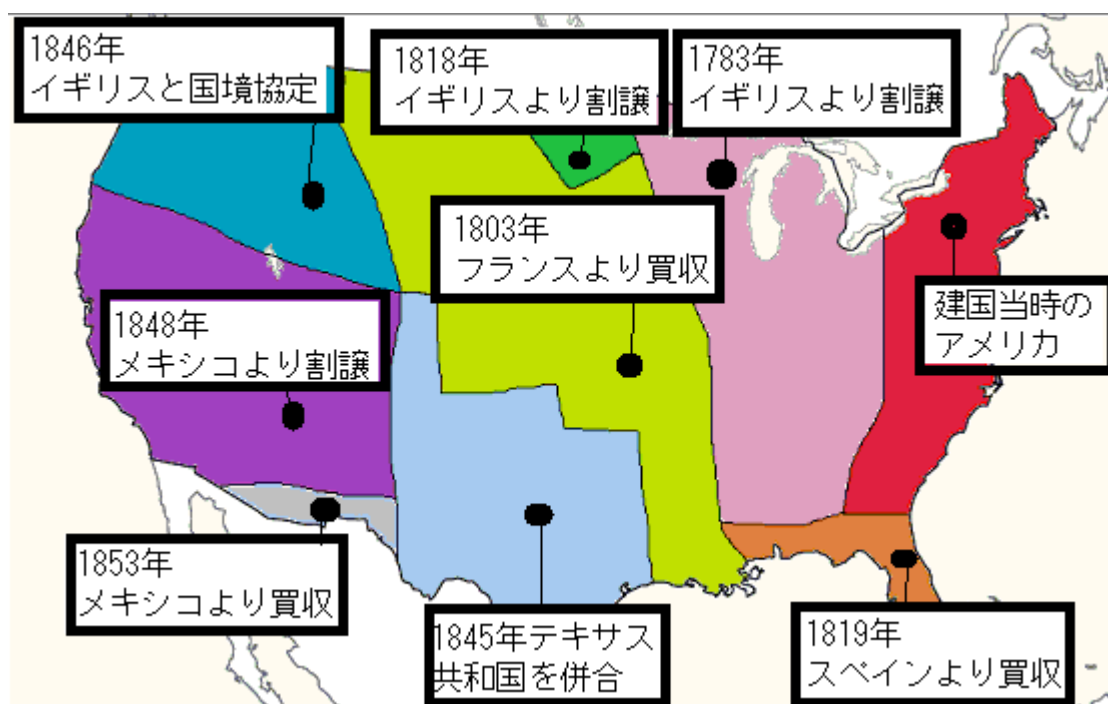 1846年
イギリスと国境協定
1818年
イギリスより割譲
1783年
イギリスより割譲
1803年
フランスより買収
建国当時の
アメリカ
1848年
メキシコより割譲
1853年
メキシコより買収
1845年テキサス
共和国を併合
1819年
スペインより買収